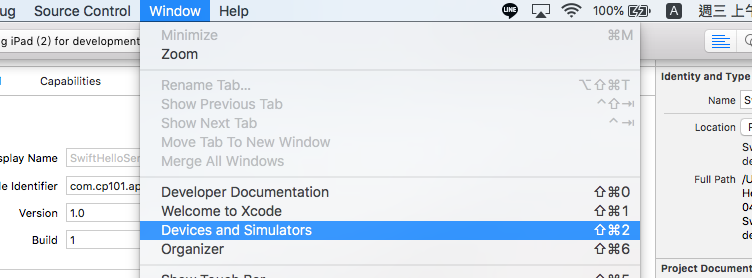 ug Source Control Window Help LINE 100% A 週三 上午
g iPad (2) for development
Minimize ⌘M
Zoom
Rename Tab... ⌥⇧⌘T
Show Previous Tab ^⇧⇥
Show Next Tab ^⇥
Move Tab To New Window
Merge All Windows
Developer Documentation ⇧⌘0
Welcome to Xcode ⇧⌘1
Devices and Simulators ⇧⌘2
Organizer ⇧⌘6
Capabilities
splay Name SwiftHelloSer
le Identifier com.cp101.ap
Version 1.0
Build 1
Identity and Type
Name S
Location
Sw
de
Full Path /U
He
04
Sw
de
Project Document